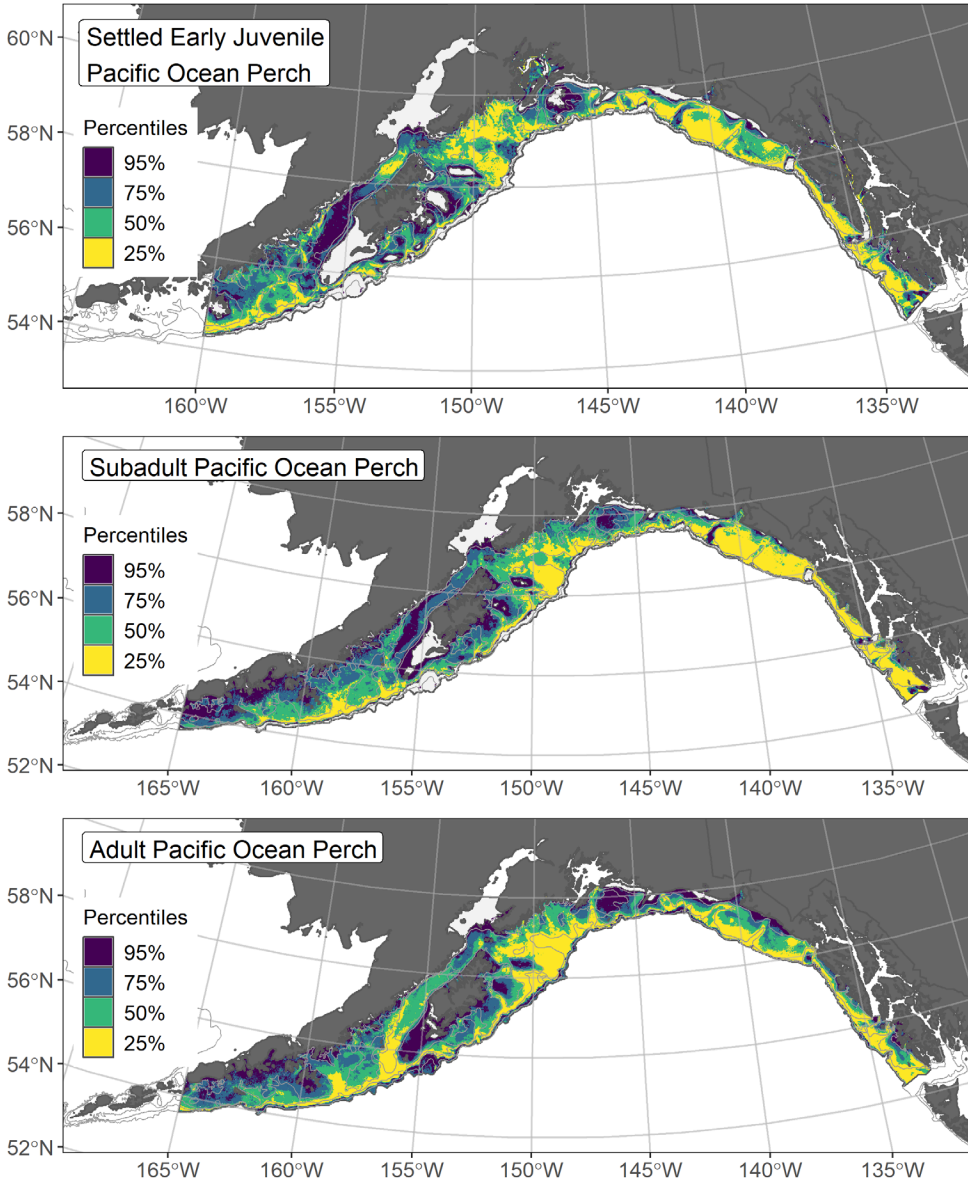 Settled Early Juvenile
Pacific Ocean Perch
Percentiles
95%
75%
50%
25%
60°N
58°N
56°N
54°N
160°W
155°W
150°W
145°W
140°W
135°W
Subadult Pacific Ocean Perch
Percentiles
95%
75%
50%
25%
58°N
56°N
54°N
52°N
165°W
160°W
155°W
150°W
145°W
140°W
135°W
Adult Pacific Ocean Perch
Percentiles
95%
75%
50%
25%
58°N
56°N
54°N
52°N
165°W
160°W
155°W
150°W
145°W
140°W
135°W